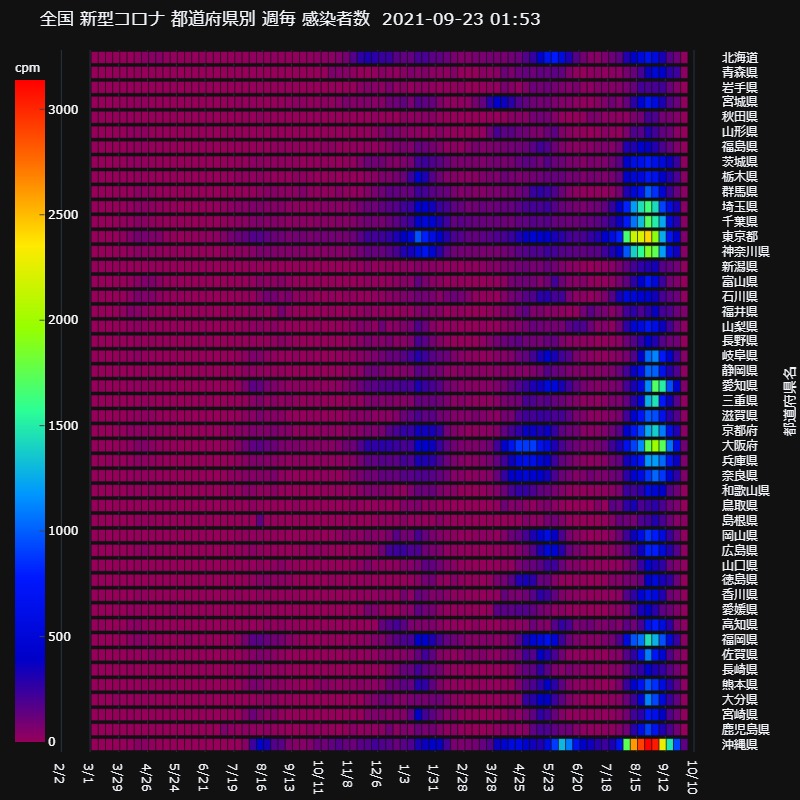 全国 新型コロナ 都道府県別 週毎 感染者数 2021-09-23 01:53
cpm
3000
2500
2000
1500
1000
500
0
北海道
青森県
岩手県
宮城県
秋田県
山形県
福島県
茨城県
栃木県
群馬県
埼玉県
千葉県
東京都
神奈川県
新潟県
富山県
石川県
福井県
山梨県
長野県
岐阜県
静岡県
愛知県
三重県
滋賀県
京都府
大阪府
兵庫県
奈良県
和歌山県
鳥取県
島根県
岡山県
広島県
山口県
徳島県
香川県
愛媛県
高知県
福岡県
佐賀県
長崎県
熊本県
大分県
宮崎県
鹿児島県
沖縄県
都道府県名
2/2
3/1
3/29
4/26
5/24
6/21
7/19
8/16
9/13
10/11
11/8
12/6
1/3
1/31
2/28
3/28
4/25
5/23
6/20
7/18
8/15
9/12
10/10